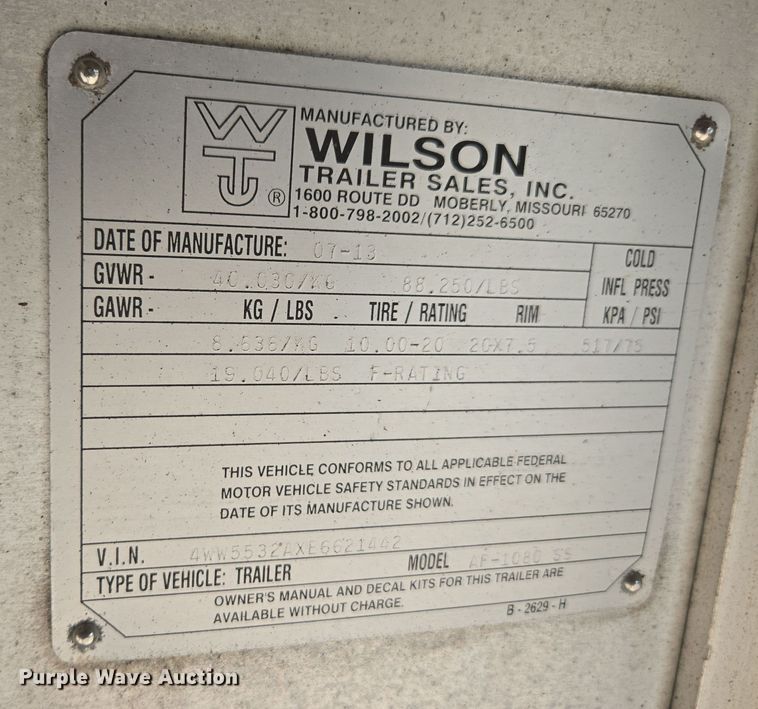 WTJ ®
MANUFACTURED BY:
WILSON
TRAILER SALES, INC.
1600 ROUTE DD MOBERLY, MISSOURI 65270
1-800-798-2002/(712)252-6500
DATE OF MANUFACTURE: 07-13
COLD
GVWR - 40.030/KG 88.250/LBS
INFL PRESS
GAWR - KG / LBS TIRE / RATING RIM KPA / PSI
8.636/KG 10.00-20 20X7.5 517/75
19.040/LBS F-RATING
THIS VEHICLE CONFORMS TO ALL APPLICABLE FEDERAL
MOTOR VEHICLE SAFETY STANDARDS IN EFFECT ON THE
DATE OF ITS MANUFACTURE SHOWN.
V.I.N. 4WW5532AXE6621442 MODEL AF-1080 SS
TYPE OF VEHICLE: TRAILER
OWNER'S MANUAL AND DECAL KITS FOR THIS TRAILER ARE
AVAILABLE WITHOUT CHARGE.
B - 2629 - H
Purple Wave Auction